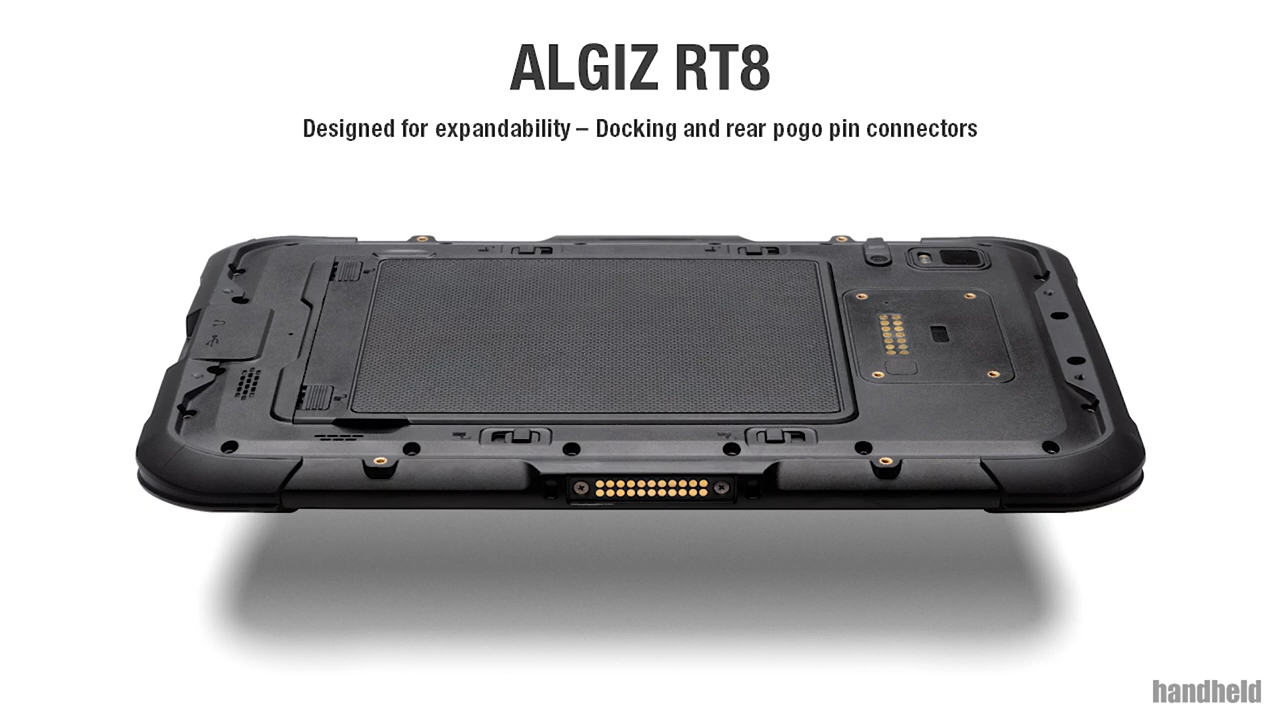 ALGIZ RT8
Designed for expandability – Docking and rear pogo pin connectors
handheld